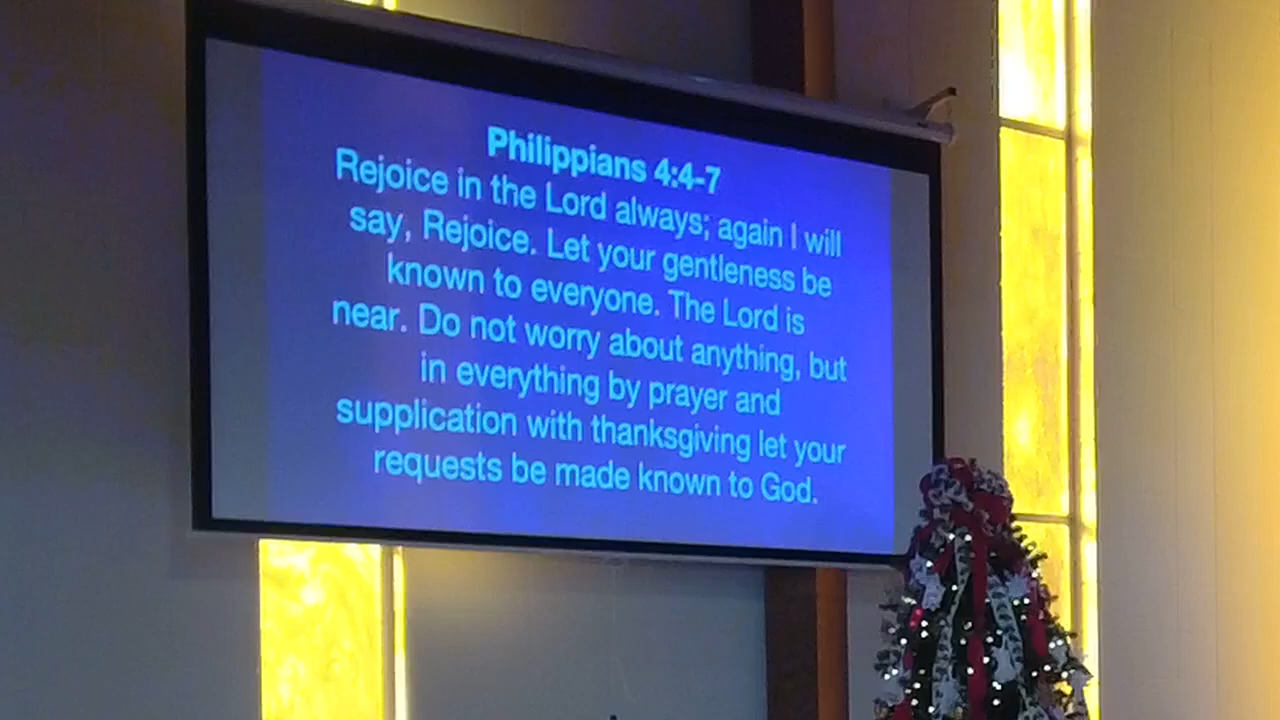 Philippians 4:4-7
Rejoice in the Lord always; again I will
say, Rejoice. Let your gentleness be
known to everyone. The Lord is
near. Do not worry about anything, but
in everything by prayer and
supplication with thanksgiving let your
requests be made known to God.